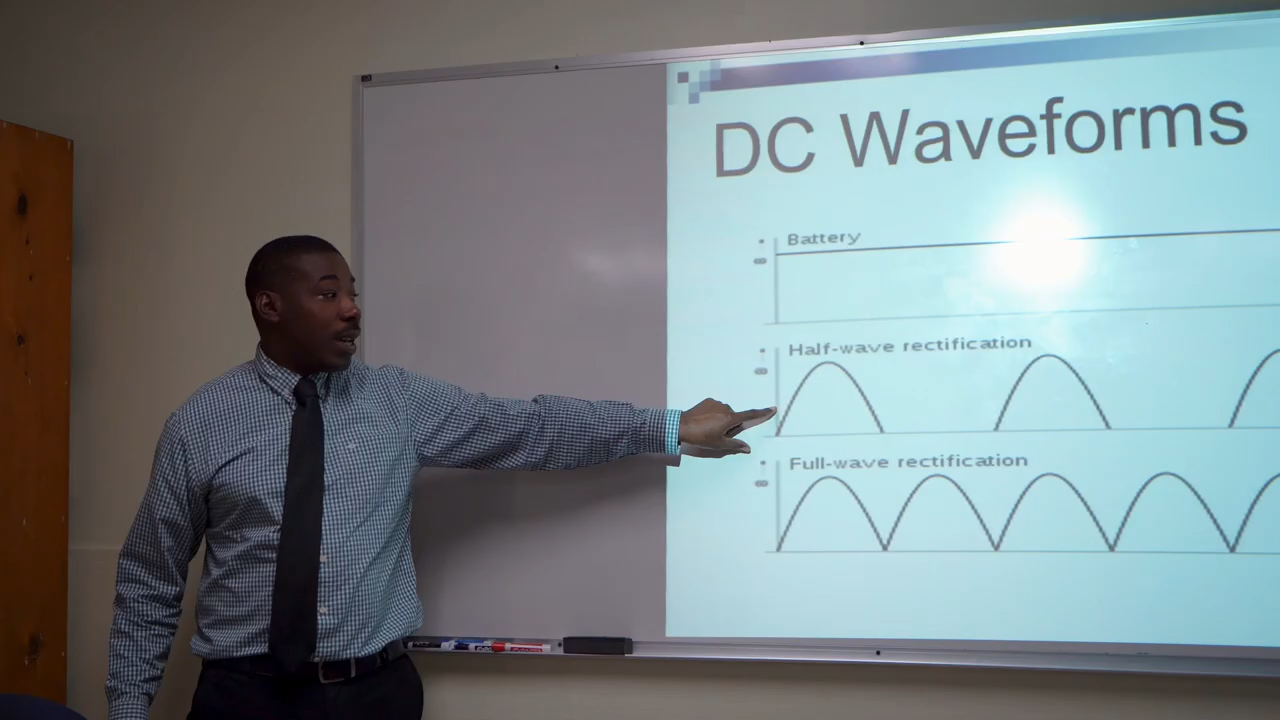 DC Waveforms
Battery
Half-wave rectification
Full-wave rectification